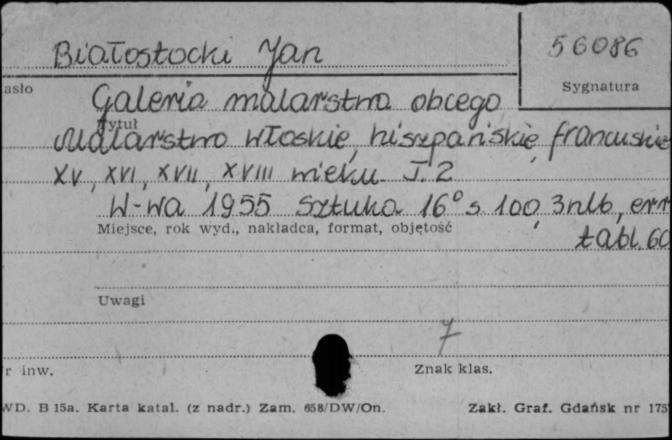 Białostocki Jan
56086
asło
Sygnatura
Galeria malarstwa obcego
Tytuł
Malarstwo włoskie, hiszpańskie, francuskie
XV, XVI, XVII, XVIII wieku. T. 2
W-wa 1955 Sztuka 16° s. 100, 3nlb, err
Miejsce, rok wyd., nakładca, format, objętość
tabl. 60
Uwagi
7
r inw.
Znak klas.
WD. B 15a. Karta katal. (z nadr.) Zam. 658/DW/On.
Zakł. Graf. Gdańsk nr 175